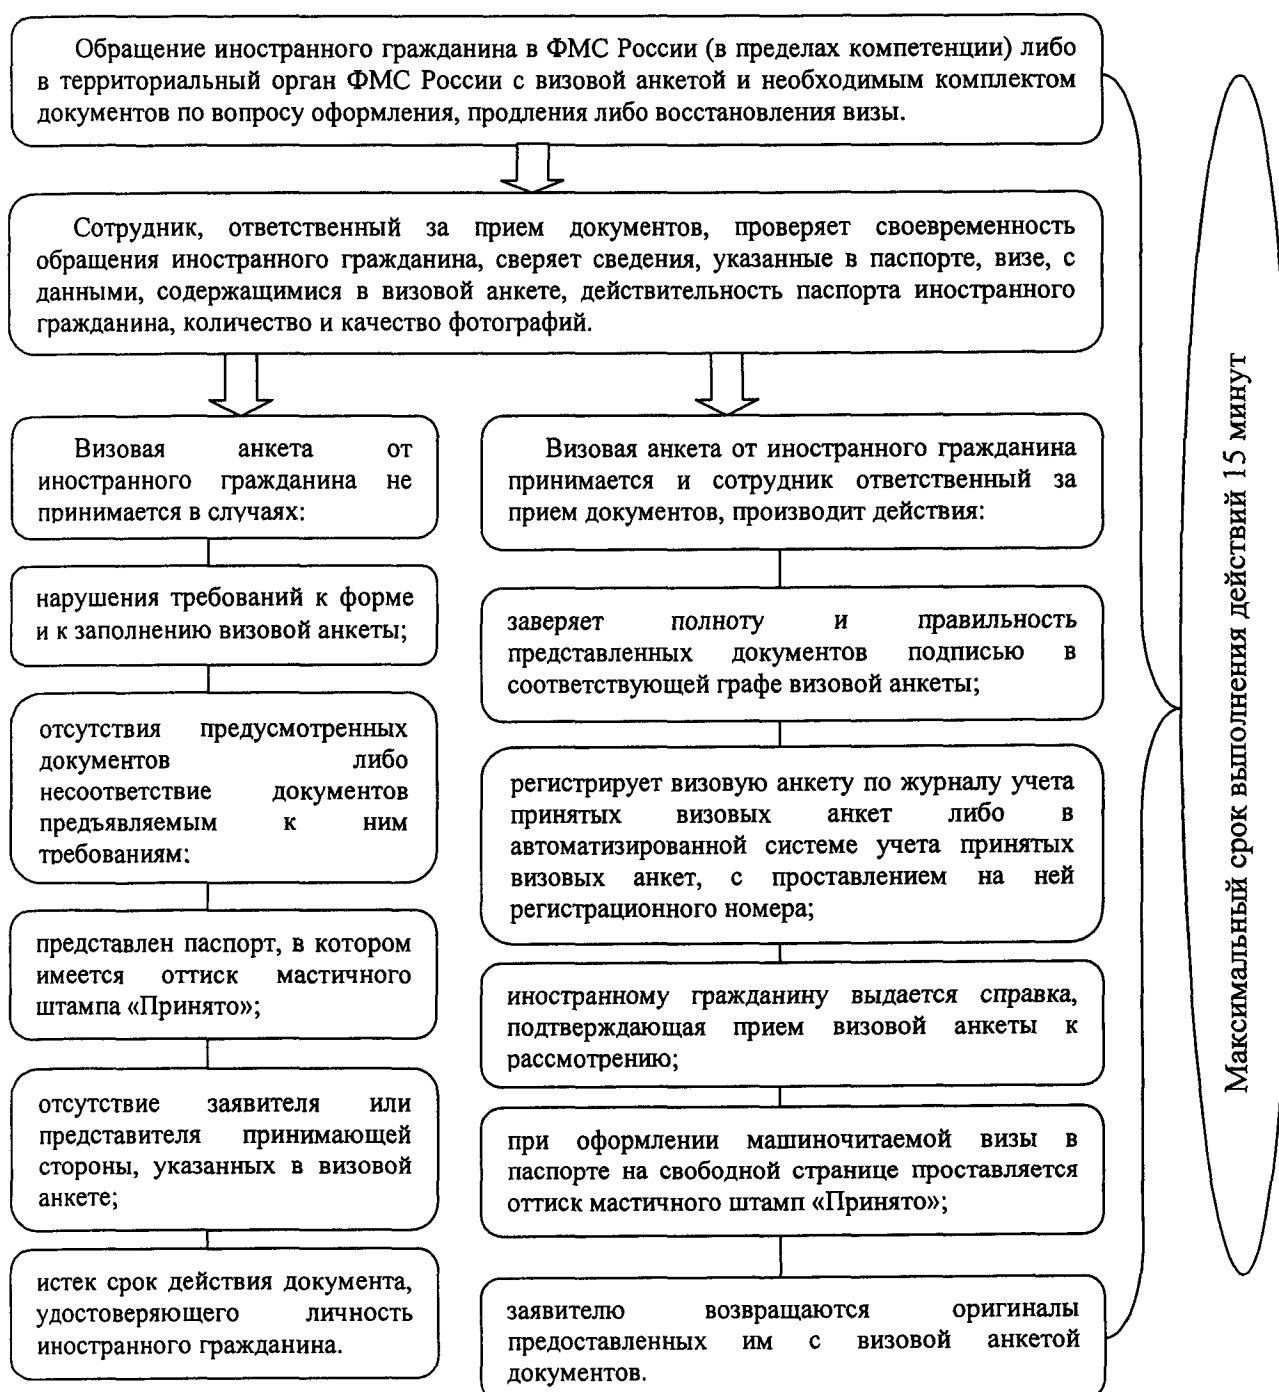 Обращение иностранного гражданина в ФМС России (в пределах компетенции) либо
в территориальный орган ФМС России с визовой анкетой и необходимым комплектом
документов по вопросу оформления, продления либо восстановления визы.
Сотрудник, ответственный за прием документов, проверяет своевременность
обращения иностранного гражданина, сверяет сведения, указанные в паспорте, визе, с
данными, содержащимися в визовой анкете, действительность паспорта иностранного
гражданина, количество и качество фотографий.
Визовая анкета от
иностранного гражданина не
принимается в случаях:
нарушения требований к форме
и к заполнению визовой анкеты;
отсутствия предусмотренных
документов либо
несоответствие документов
предъявляемым к ним
требованиям;
представлен паспорт, в котором
имеется оттиск мастичного
штампа «Принято»;
отсутствие заявителя или
представителя принимающей
стороны, указанных в визовой
анкете;
истек срок действия документа,
удостоверяющего личность
иностранного гражданина.
Визовая анкета от иностранного гражданина
принимается и сотрудник ответственный за
прием документов, производит действия:
заверяет полноту и правильность
представленных документов подписью в
соответствующей графе визовой анкеты;
регистрирует визовую анкету по журналу учета
принятых визовых анкет либо в
автоматизированной системе учета принятых
визовых анкет, с проставлением на ней
регистрационного номера;
иностранному гражданину выдается справка,
подтверждающая прием визовой анкеты к
рассмотрению;
при оформлении машиночитаемой визы в
паспорте на свободной странице проставляется
оттиск мастичного штамп «Принято»;
заявителю возвращаются оригиналы
предоставленных им с визовой анкетой
документов.
Максимальный срок выполнения действий 15 минут